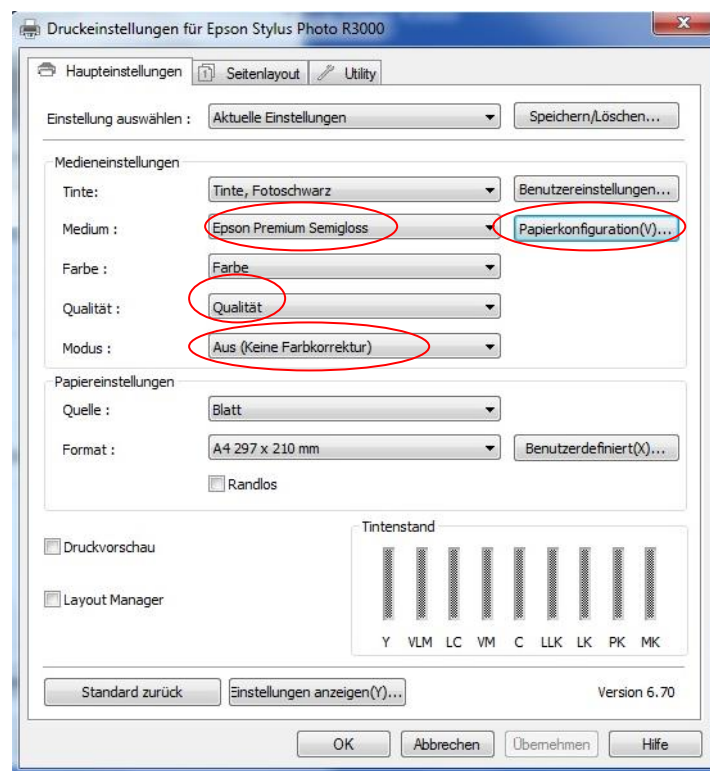 Druckeinstellungen für Epson Stylus Photo R3000
Haupteinstellungen Seitenlayout Utility
Einstellung auswählen : Aktuelle Einstellungen Speichern/Löschen...
Medieneinstellungen
Tinte: Tinte, Fotoschwarz Benutzereinstellungen...
Medium : Epson Premium Semigloss Papierkonfiguration(V)...
Farbe : Farbe
Qualität : Qualität
Modus : Aus (Keine Farbkorrektur)
Papiereinstellungen
Quelle : Blatt
Format : A4 297 x 210 mm Benutzerdefiniert(X)...
Randlos
Tintenstand
Druckvorschau
Layout Manager
Y VLM LC VM C LLK LK PK MK
Standard zurück Einstellungen anzeigen(Y)... Version 6.70
OK Abbrechen Übernehmen Hilfe